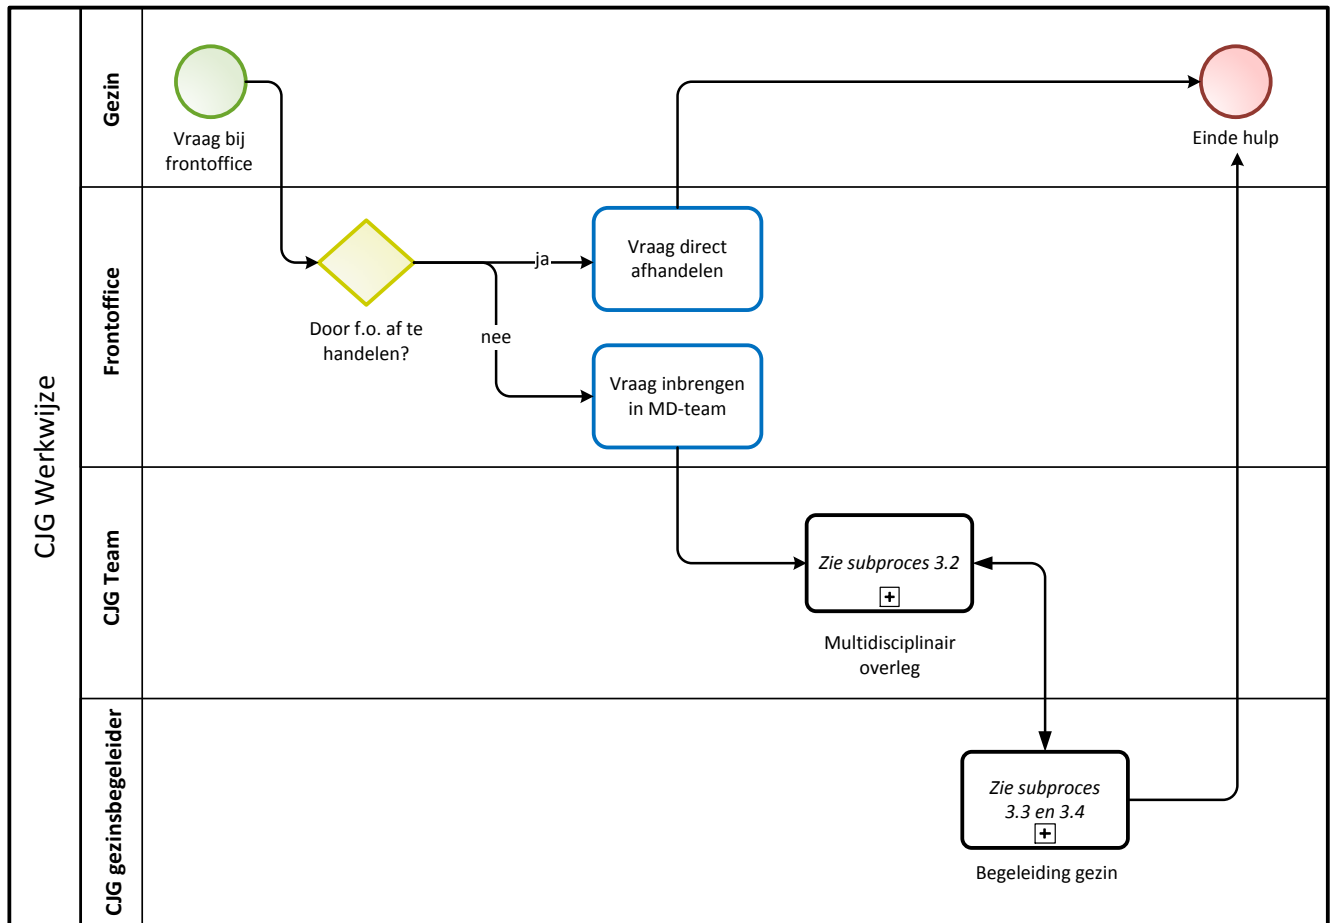 CJG Werkwijze
Gezin
Vraag bij
frontoffice
Einde hulp
Frontoffice
Door f.o. af te
handelen?
ja
nee
Vraag direct
afhandelen
Vraag inbrengen
in MD-team
CJG Team
Zie subproces 3.2
Multidisciplinair
overleg
CJG gezinsbegeleider
Zie subproces
3.3 en 3.4
Begeleiding gezin